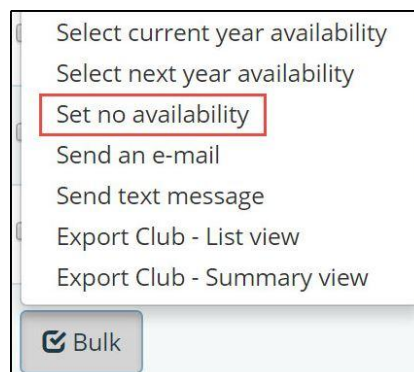 Select current year availability
Select next year availability
Set no availability
Send an e-mail
Send text message
Export Club - List view
Export Club - Summary view
Bulk